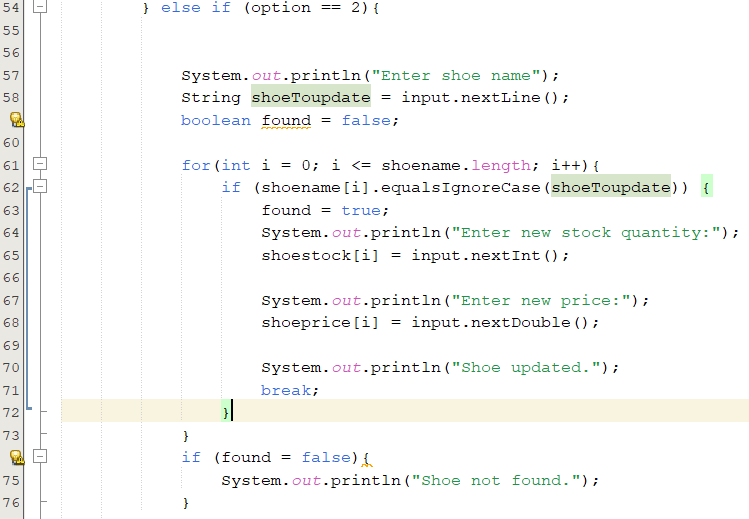 54 } else if (option == 2){
55
56
57 System.out.println("Enter shoe name");
58 String shoeToupdate = input.nextLine();
boolean found = false;
60
61 for(int i = 0; i <= shoename.length; i++){
62 if (shoename[i].equalsIgnoreCase(shoeToupdate)) {
63 found = true;
64 System.out.println("Enter new stock quantity:");
65 shoestock[i] = input.nextInt();
66
67 System.out.println("Enter new price:");
68 shoeprice[i] = input.nextDouble();
69
70 System.out.println("Shoe updated.");
71 break;
72 }
73 }
if (found = false){
75 System.out.println("Shoe not found.");
76 }